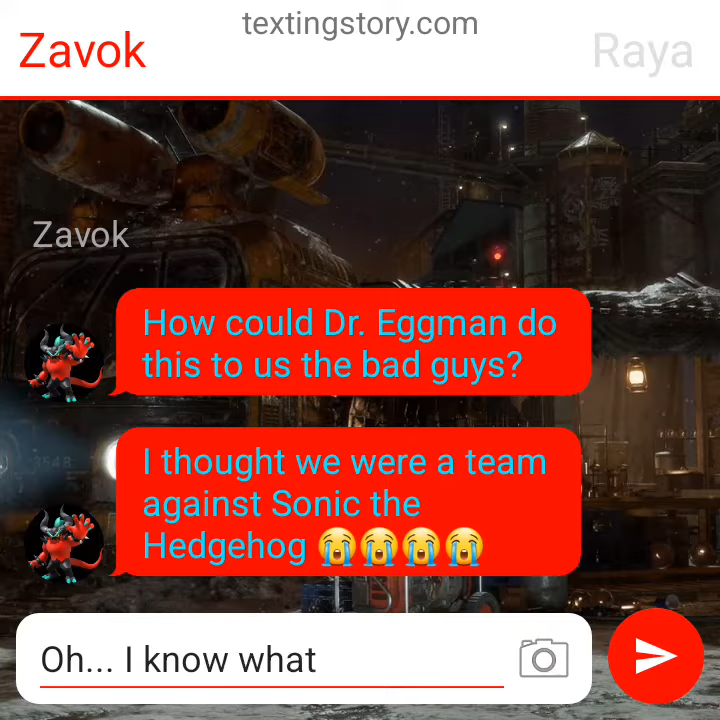 textingstory.com
Zavok
Raya
Zavok
How could Dr. Eggman do
this to us the bad guys?
I thought we were a team
against Sonic the
Hedgehog 😭😭😭😭
Oh... I know what